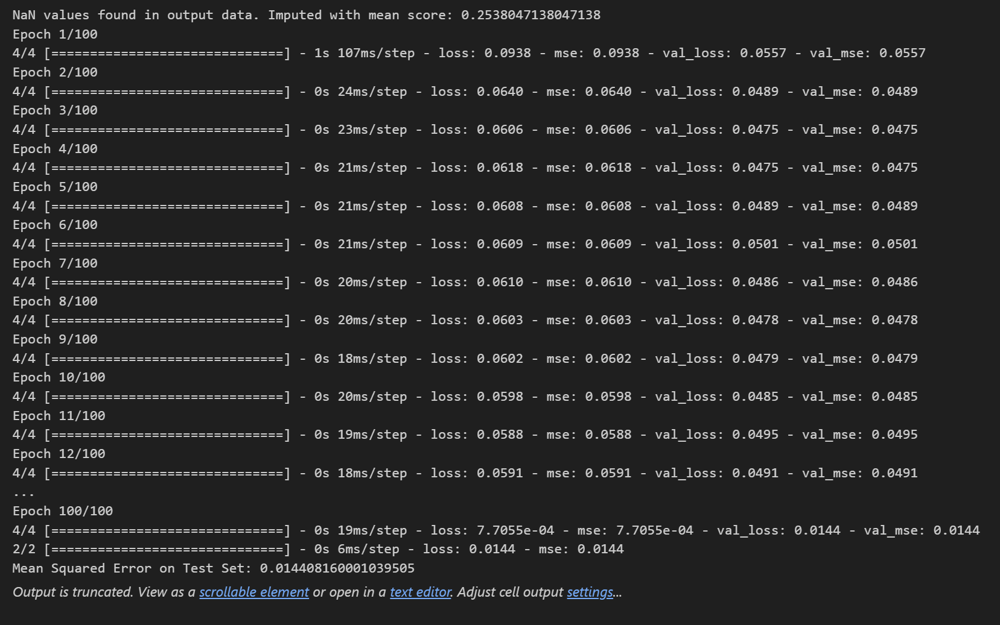 NaN values found in output data. Imputed with mean score: 0.2538047138047138
Epoch 1/100
4/4 [==============================] - 1s 107ms/step - loss: 0.0938 - mse: 0.0938 - val_loss: 0.0557 - val_mse: 0.0557
Epoch 2/100
4/4 [==============================] - 0s 24ms/step - loss: 0.0640 - mse: 0.0640 - val_loss: 0.0489 - val_mse: 0.0489
Epoch 3/100
4/4 [==============================] - 0s 23ms/step - loss: 0.0606 - mse: 0.0606 - val_loss: 0.0475 - val_mse: 0.0475
Epoch 4/100
4/4 [==============================] - 0s 21ms/step - loss: 0.0618 - mse: 0.0618 - val_loss: 0.0475 - val_mse: 0.0475
Epoch 5/100
4/4 [==============================] - 0s 21ms/step - loss: 0.0608 - mse: 0.0608 - val_loss: 0.0489 - val_mse: 0.0489
Epoch 6/100
4/4 [==============================] - 0s 21ms/step - loss: 0.0609 - mse: 0.0609 - val_loss: 0.0501 - val_mse: 0.0501
Epoch 7/100
4/4 [==============================] - 0s 20ms/step - loss: 0.0610 - mse: 0.0610 - val_loss: 0.0486 - val_mse: 0.0486
Epoch 8/100
4/4 [==============================] - 0s 20ms/step - loss: 0.0603 - mse: 0.0603 - val_loss: 0.0478 - val_mse: 0.0478
Epoch 9/100
4/4 [==============================] - 0s 18ms/step - loss: 0.0602 - mse: 0.0602 - val_loss: 0.0479 - val_mse: 0.0479
Epoch 10/100
4/4 [==============================] - 0s 20ms/step - loss: 0.0598 - mse: 0.0598 - val_loss: 0.0485 - val_mse: 0.0485
Epoch 11/100
4/4 [==============================] - 0s 19ms/step - loss: 0.0588 - mse: 0.0588 - val_loss: 0.0495 - val_mse: 0.0495
Epoch 12/100
4/4 [==============================] - 0s 18ms/step - loss: 0.0591 - mse: 0.0591 - val_loss: 0.0491 - val_mse: 0.0491
...
Epoch 100/100
4/4 [==============================] - 0s 19ms/step - loss: 7.7055e-04 - mse: 7.7055e-04 - val_loss: 0.0144 - val_mse: 0.0144
2/2 [==============================] - 0s 6ms/step - loss: 0.0144 - mse: 0.0144
Mean Squared Error on Test Set: 0.014408160001039505
Output is truncated. View as a scrollable element or open in a text editor. Adjust cell output settings...